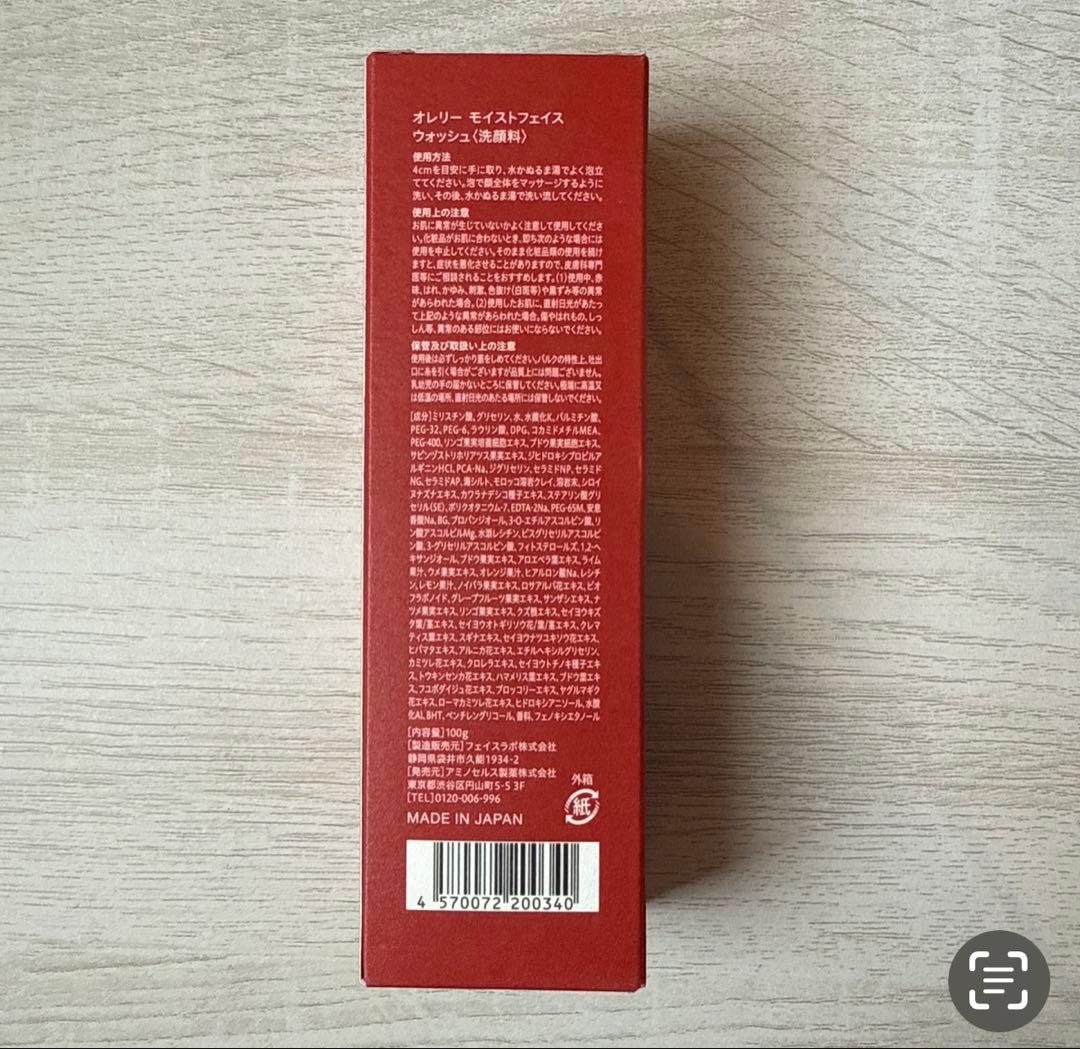 オレリー モイストフェイス
ウォッシュ〈洗顔料〉
使用方法
4cmを目安に手に取り、水かぬるま湯でよく泡立
ててください。泡で顔全体をマッサージするように
洗い、その後、水かぬるま湯で洗い流してください。
使用上の注意
お肌に異常が生じていないかよく注意して使用してくださ
い。化粧品がお肌に合わないとき、即ち次のような場合には
使用を中止してください。そのまま化粧品類の使用を続け
ますと、症状を悪化させることがありますので、皮膚科専門
医等にご相談されることをおすすめします。(1)使用中、赤
味、はれ、かゆみ、刺激、色抜け(白斑等)や黒ずみ等の異常
があらわれた場合。(2)使用したお肌に、直射日光があたっ
て上記のような異常があらわれた場合。傷やはれもの、しっ
しん等、異常のある部位にはお使いにならないでください。
保管及び取扱い上の注意
使用後は必ずしっかり蓋をしめてください。バルクの特性上、吐出
口に糸を引く場合がございますが品質上には問題ございません。
乳幼児の手の届かないところに保管してください。極端に高温又
は低温の場所、直射日光のあたる場所には保管しないでください。
[成分]ミリスチン酸、グリセリン、水、水酸化K、パルミチン酸、
PEG-32、PEG-6、ラウリン酸、DPG、コカミドメチルMEA、
PEG-400、リンゴ果実培養細胞エキス、ブドウ果実細胞エキス、
サピンヅストリホリアツス果実エキス、ジヒドロキシプロピルア
ルギニンHCl、PCA-Na、ジグリセリン、セラミドNP、セラミド
NG、セラミドAP、海シルト、モロッコ溶岩クレイ、溶岩末、シロイ
ヌナズナエキス、カワラナデシコ種子エキス、ステアリン酸グリ
セリル(SE)、ポリクオタニウム-7、EDTA-2Na、PEG-65M、安息
香酸Na、BG、プロパンジオール、3-O-エチルアスコルビン酸、リ
ン酸アスコルビルMg、水添レシチン、ビスグリセリルアスコルビ
ン酸、3-グリセリルアスコルビン酸、フィトステロールズ、1,2-ヘ
キサンジオール、ブドウ果実エキス、アロエベラ葉エキス、ライム
果汁、ウメ果実エキス、オレンジ果汁、ヒアルロン酸Na、レシチ
ン、レモン果汁、ノイバラ果実エキス、ロサアルバ花エキス、ビオ
フラボノイド、グレープフルーツ果実エキス、サンザシエキス、ナ
ツメ果実エキス、リンゴ果実エキス、クズ根エキス、セイヨウキズ
タ葉/茎エキス、セイヨウオトギリソウ花/葉/茎エキス、クレマ
ティス葉エキス、スギナエキス、セイヨウナツユキソウ花エキス、
ヒバマタエキス、アルニカ花エキス、エチルヘキシルグリセリン、
カミツレ花エキス、クロレラエキス、セイヨウトチノキ種子エキ
ス、トウキンセンカ花エキス、ハマメリス葉エキス、ブドウ葉エキ
ス、フユボダイジュ花エキス、ブロッコリーエキス、ヤグルマギク
花エキス、ローマカミツレ花エキス、ヒドロキシアニソール、水酸
化Al、BHT、ペンチレングリコール、香料、フェノキシエタノール
[内容量]100g
[製造販売元]フェイスラボ株式会社
静岡県袋井市久能1934-2
[発売元]アミノセルス製薬株式会社
東京都渋谷区円山町5-5 3F
[TEL]0120-006-996
外箱
紙
MADE IN JAPAN
4 570072 200340